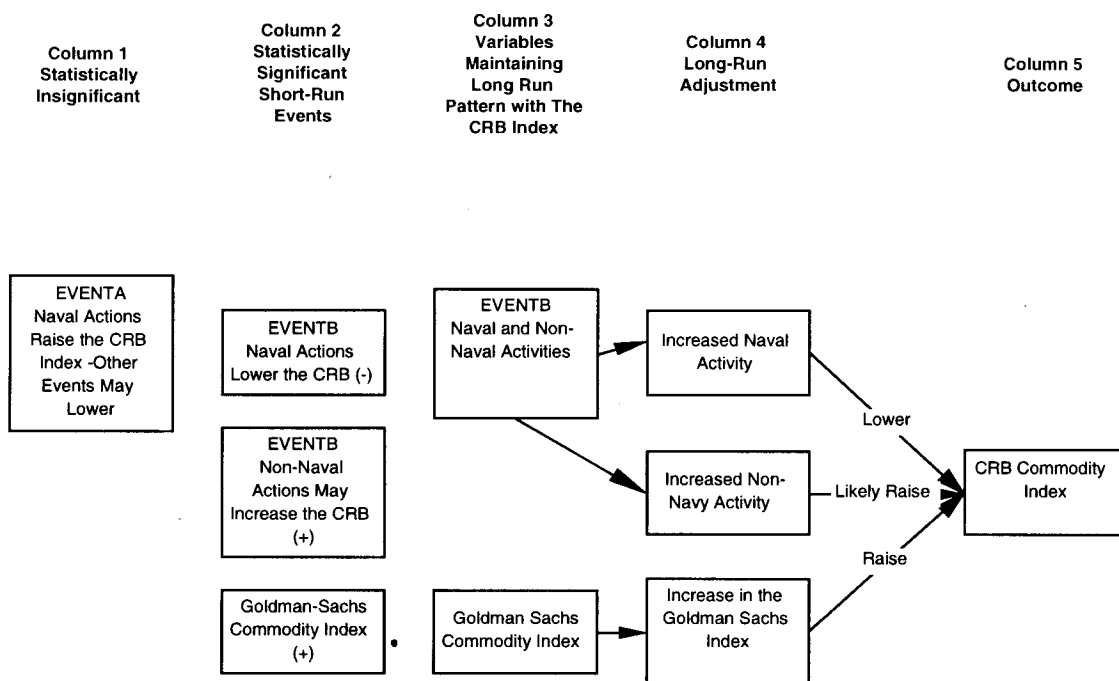 Column 1
Statistically
Insignificant
Column 2
Statistically
Significant
Short-Run
Events
Column 3
Variables
Maintaining
Long Run
Pattern with The
CRB Index
Column 4
Long-Run
Adjustment
Column 5
Outcome
EVENTA
Naval Actions
Raise the CRB
Index -Other
Events May
Lower
EVENTB
Naval Actions
Lower the CRB (-)
EVENTB
Non-Naval
Actions May
Increase the CRB
(+)
Goldman-Sachs
Commodity Index
(+)
EVENTB
Naval and Non-
Naval Activities
Goldman Sachs
Commodity Index
Increased Naval
Activity
Increased Non-
Navy Activity
Increase in the
Goldman Sachs
Index
Lower
Likely Raise
Raise
CRB Commodity
Index